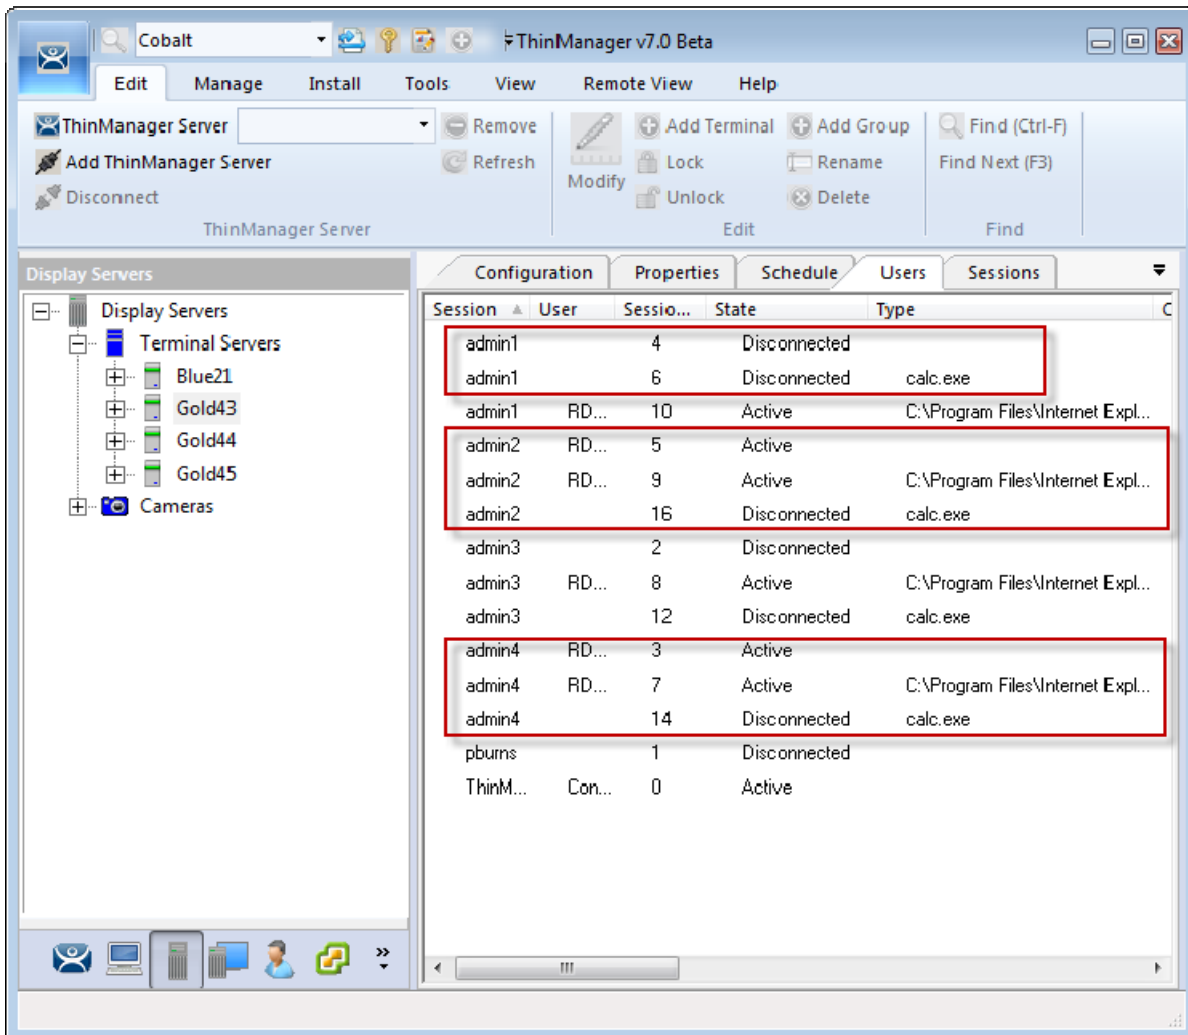 Cobalt ThinManager v7.0 Beta
Edit Manage Install Tools View Remote View Help
ThinManager Server Remove Add Terminal Add Group Find (Ctrl-F)
Add ThinManager Server Refresh Modify Lock Rename Find Next (F3)
Disconnect Unlock Delete
ThinManager Server Edit Find
Display Servers
Display Servers
Terminal Servers
Blue21
Gold43
Gold44
Gold45
Cameras
Configuration Properties Schedule Users Sessions
Session User Sessio... State Type C
admin1 4 Disconnected
admin1 6 Disconnected calc.exe
admin1 RD... 10 Active C:\Program Files\Internet Expl...
admin2 RD... 5 Active
admin2 RD... 9 Active C:\Program Files\Internet Expl...
admin2 16 Disconnected calc.exe
admin3 2 Disconnected
admin3 RD... 8 Active C:\Program Files\Internet Expl...
admin3 12 Disconnected calc.exe
admin4 RD... 3 Active
admin4 RD... 7 Active C:\Program Files\Internet Expl...
admin4 14 Disconnected calc.exe
pburns 1 Disconnected
ThinM... Con... 0 Active